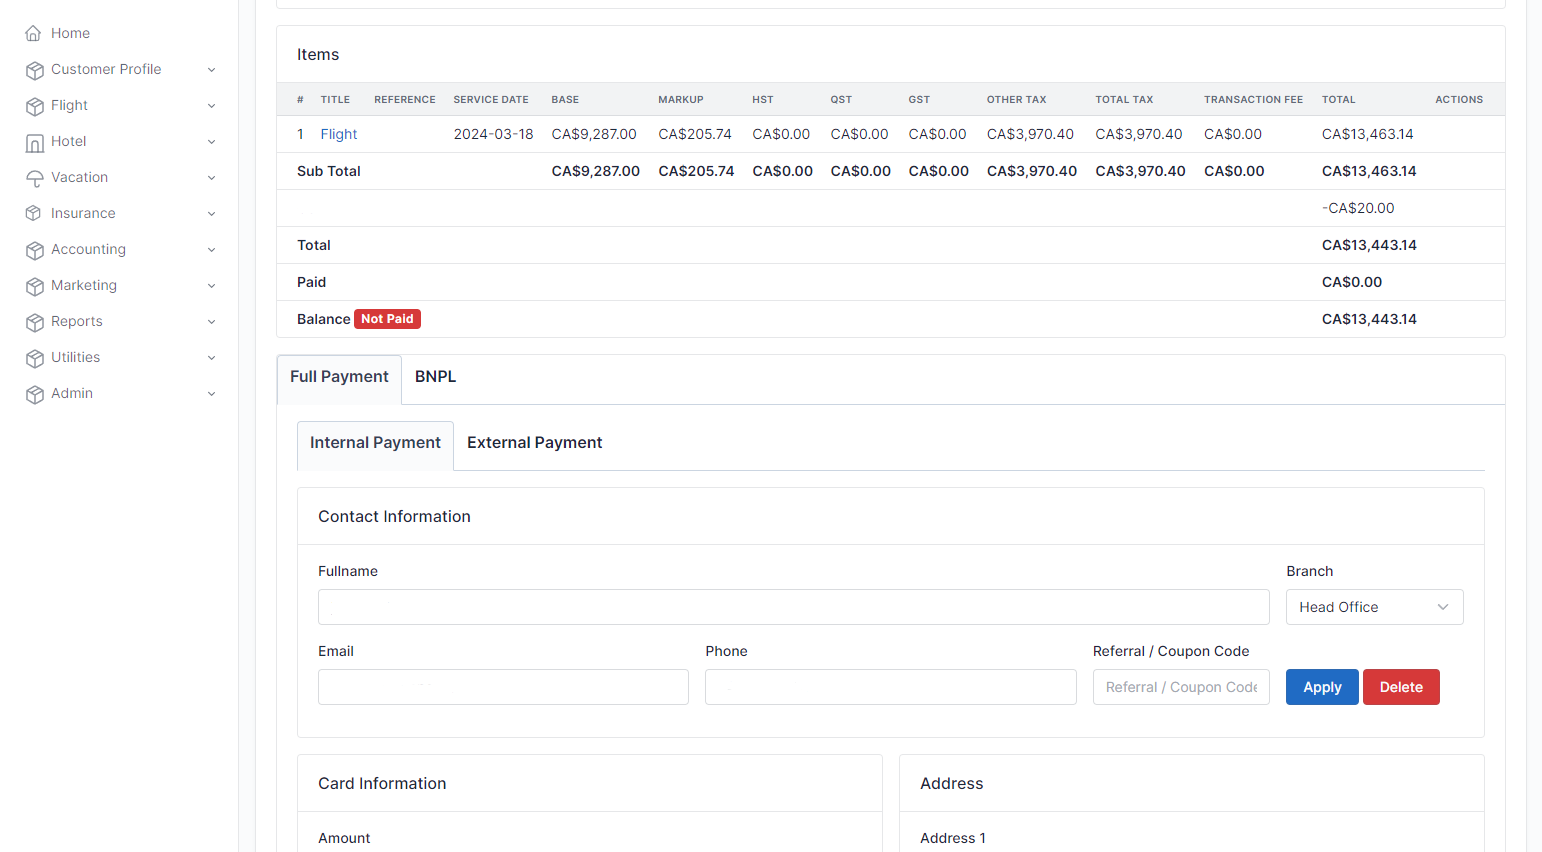 Home
Customer Profile
Flight
Hotel
Vacation
Insurance
Accounting
Marketing
Reports
Utilities
Admin
Items
# TITLE REFERENCE SERVICE DATE BASE MARKUP HST QST GST OTHER TAX TOTAL TAX TRANSACTION FEE TOTAL ACTIONS
1 Flight 2024-03-18 CA$9,287.00 CA$205.74 CA$0.00 CA$0.00 CA$0.00 CA$3,970.40 CA$3,970.40 CA$0.00 CA$13,463.14
Sub Total CA$9,287.00 CA$205.74 CA$0.00 CA$0.00 CA$0.00 CA$3,970.40 CA$3,970.40 CA$0.00 CA$13,463.14
-CA$20.00
Total CA$13,443.14
Paid CA$0.00
Balance Not Paid CA$13,443.14
Full Payment BNPL
Internal Payment External Payment
Contact Information
Fullname Branch
Head Office
Email Phone Referral / Coupon Code
Referral / Coupon Code Apply Delete
Card Information Address
Amount Address 1